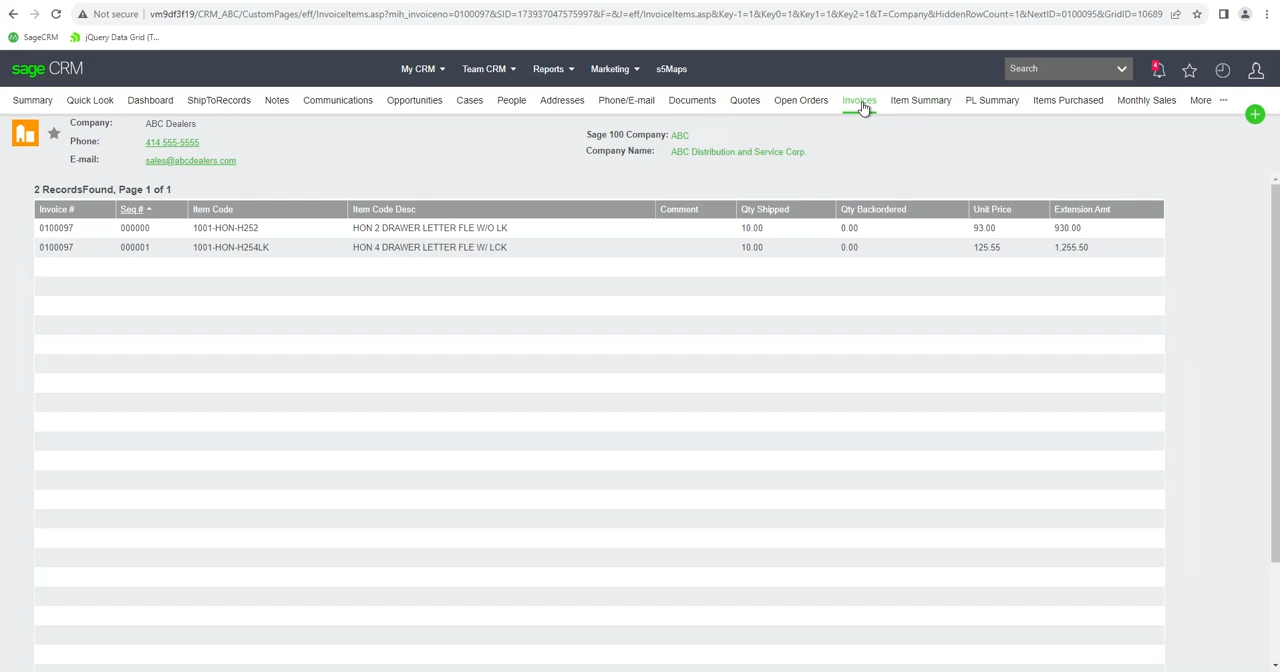 Not secure vm9df3f19/CRM_ABC/CustomPages/eff/InvoiceItems.asp?mih_invoiceno=0100097&SID=173937047575997&F=&J=eff/InvoiceItems.asp&Key-1=1&Key0=1&Key1=1&Key2=1&T=Company&HiddenRowCount=1&NextID=0100095&GridID=10689
SageCRM jQuery Data Grid (T...
sage CRM My CRM Team CRM Reports Marketing s5Maps Search 4
Summary Quick Look Dashboard ShipToRecords Notes Communications Opportunities Cases People Addresses Phone/E-mail Documents Quotes Open Orders Invoices Item Summary PL Summary Items Purchased Monthly Sales More ...
Company: ABC Dealers
Phone: 414 555-5555
E-mail: sales@abcdealers.com
Sage 100 Company: ABC
Company Name: ABC Distribution and Service Corp.
2 RecordsFound, Page 1 of 1
Invoice # Seq # Item Code Item Code Desc Comment Qty Shipped Qty Backordered Unit Price Extension Amt
0100097 000000 1001-HON-H252 HON 2 DRAWER LETTER FLE W/O LK 10.00 0.00 93.00 930.00
0100097 000001 1001-HON-H254LK HON 4 DRAWER LETTER FLE W/ LCK 10.00 0.00 125.55 1,255.50